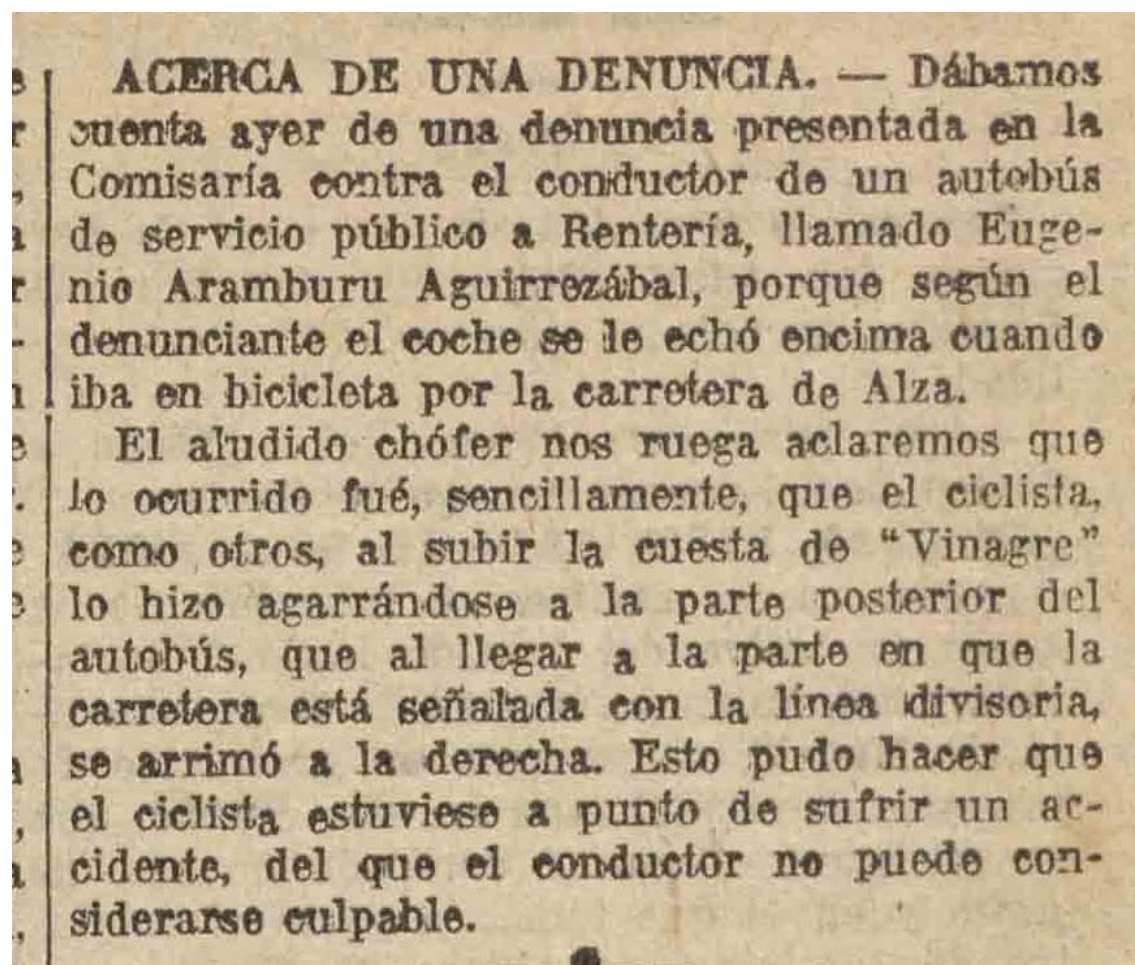 ACERCA DE UNA DENUNCIA. — Dábamos
cuenta ayer de una denuncia presentada en la
Comisaría contra el conductor de un autobús
de servicio público a Rentería, llamado Euge-
nio Aramburu Aguirrezábal, porque según el
denunciante el coche se le echó encima cuando
iba en bicicleta por la carretera de Alza.
El aludido chófer nos ruega aclaremos que
lo ocurrido fué, sencillamente, que el ciclista,
como otros, al subir la cuesta de “Vinagre”
lo hizo agarrándose a la parte posterior del
autobús, que al llegar a la parte en que la
carretera está señalada con la línea divisoria,
se arrimó a la derecha. Esto pudo hacer que
el ciclista estuviese a punto de sufrir un ac-
cidente, del que el conductor no puede con-
siderarse culpable.